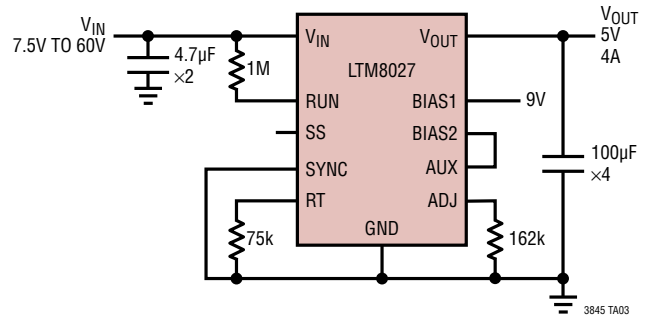 VIN
7.5V TO 60V
4.7µF
×2
1M
VIN
RUN
SS
SYNC
RT
75k
LTM8027
GND
VOUT
BIAS1
BIAS2
AUX
ADJ
9V
162k
VOUT
5V
4A
100µF
×4
3845 TA03